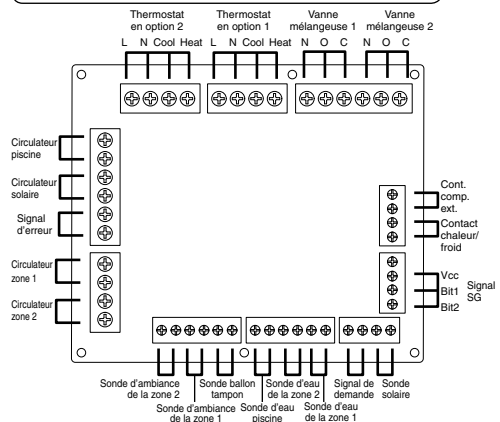 Thermostat
en option 2
Thermostat
en option 1
Vanne
mélangeuse 1
Vanne
mélangeuse 2
L N Cool Heat
L N Cool Heat
N O C
N O C
Circulateur
piscine
Circulateur
solaire
Signal
d'erreur
Circulateur
zone 1
Circulateur
zone 2
Cont.
comp.
ext.
Contact
chaleur/
froid
Vcc
Bit1
Bit2
Signal
SG
Sonde d'ambiance
de la zone 2
Sonde d'ambiance
de la zone 1
Sonde ballon
tampon
Sonde d'eau
piscine
Sonde d'eau
de la zone 2
Sonde d'eau
de la zone 1
Signal de
demande
Sonde
solaire